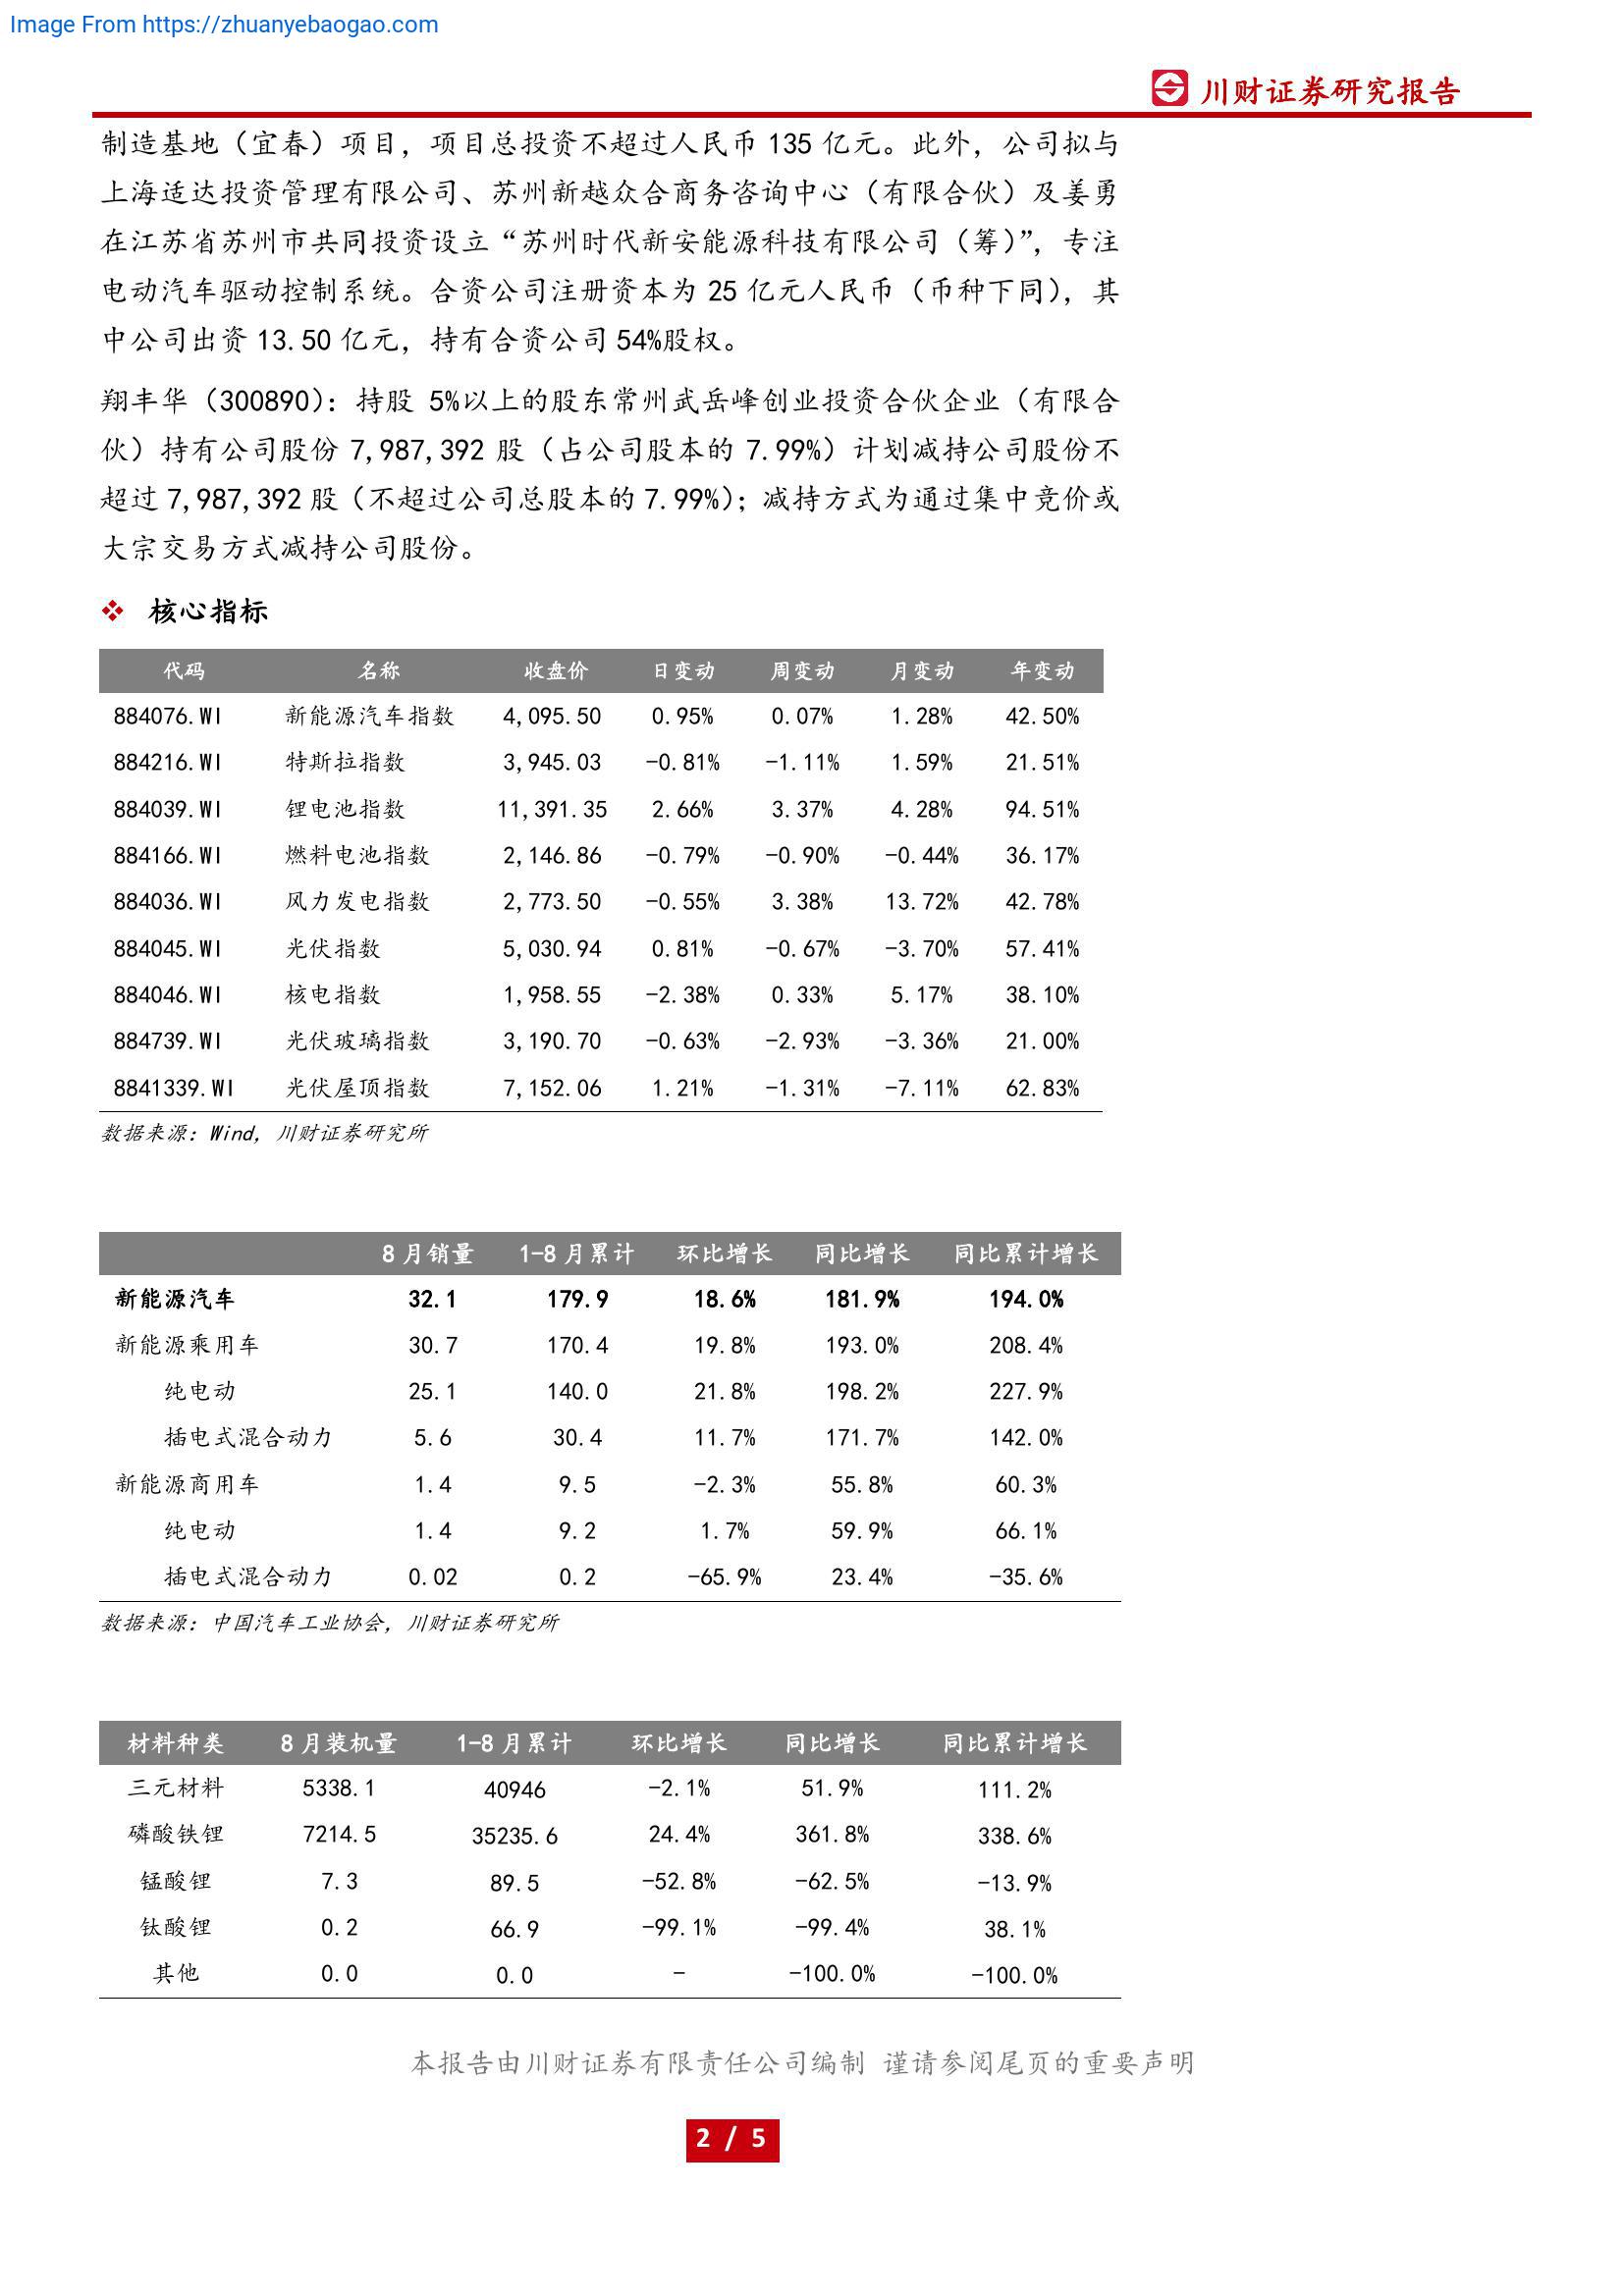 Image From https://zhuanyebaogao.com
川财证券研究报告
制造基地（宜春）项目，项目总投资不超过人民币 135 亿元。此外，公司拟与
上海适达投资管理有限公司、苏州新越众合商务咨询中心（有限合伙）及姜勇
在江苏省苏州市共同投资设立“苏州时代新安能源科技有限公司（筹）”，专注
电动汽车驱动控制系统。合资公司注册资本为 25 亿元人民币（币种下同），其
中公司出资 13.50 亿元，持有合资公司 54%股权。
翔丰华（300890）：持股 5%以上的股东常州武岳峰创业投资合伙企业（有限合
伙）持有公司股份 7,987,392 股（占公司股本的 7.99%）计划减持公司股份不
超过 7,987,392 股（不超过公司总股本的 7.99%）；减持方式为通过集中竞价或
大宗交易方式减持公司股份。
❖ 核心指标
代码 名称 收盘价 日变动 周变动 月变动 年变动
884076.WI 新能源汽车指数 4,095.50 0.95% 0.07% 1.28% 42.50%
884216.WI 特斯拉指数 3,945.03 -0.81% -1.11% 1.59% 21.51%
884039.WI 锂电池指数 11,391.35 2.66% 3.37% 4.28% 94.51%
884166.WI 燃料电池指数 2,146.86 -0.79% -0.90% -0.44% 36.17%
884036.WI 风力发电指数 2,773.50 -0.55% 3.38% 13.72% 42.78%
884045.WI 光伏指数 5,030.94 0.81% -0.67% -3.70% 57.41%
884046.WI 核电指数 1,958.55 -2.38% 0.33% 5.17% 38.10%
884739.WI 光伏玻璃指数 3,190.70 -0.63% -2.93% -3.36% 21.00%
8841339.WI 光伏屋顶指数 7,152.06 1.21% -1.31% -7.11% 62.83%
数据来源：Wind，川财证券研究所
8 月销量 1-8 月累计 环比增长 同比增长 同比累计增长
新能源汽车 32.1 179.9 18.6% 181.9% 194.0%
新能源乘用车 30.7 170.4 19.8% 193.0% 208.4%
纯电动 25.1 140.0 21.8% 198.2% 227.9%
插电式混合动力 5.6 30.4 11.7% 171.7% 142.0%
新能源商用车 1.4 9.5 -2.3% 55.8% 60.3%
纯电动 1.4 9.2 1.7% 59.9% 66.1%
插电式混合动力 0.02 0.2 -65.9% 23.4% -35.6%
数据来源：中国汽车工业协会，川财证券研究所
材料种类 8 月装机量 1-8 月累计 环比增长 同比增长 同比累计增长
三元材料 5338.1 40946 -2.1% 51.9% 111.2%
磷酸铁锂 7214.5 35235.6 24.4% 361.8% 338.6%
锰酸锂 7.3 89.5 -52.8% -62.5% -13.9%
钛酸锂 0.2 66.9 -99.1% -99.4% 38.1%
其他 0.0 0.0 - -100.0% -100.0%
本报告由川财证券有限责任公司编制 谨请参阅尾页的重要声明
2 / 5